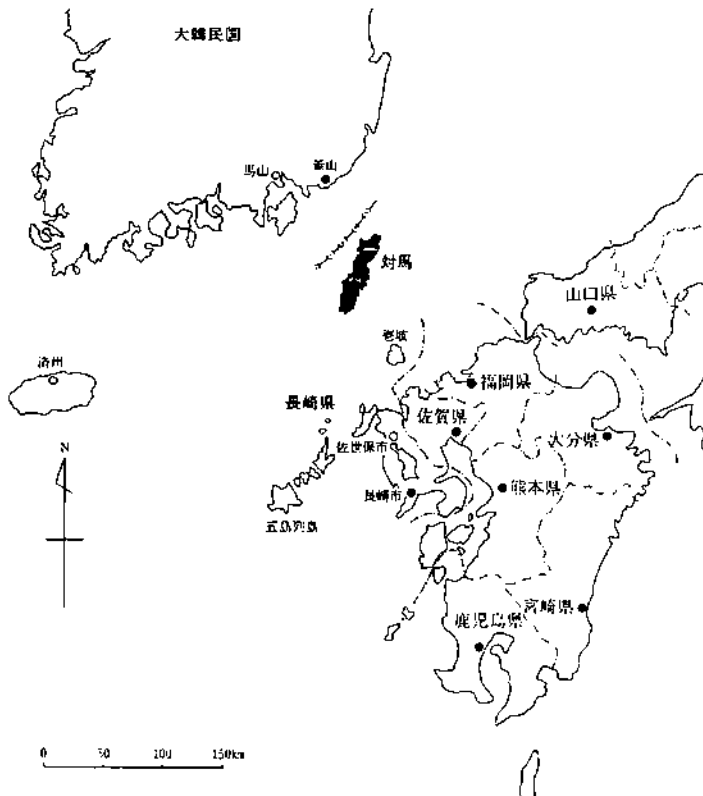 大韓民国
馬山
釜山
対馬
山口県
壱岐
済州
福岡県
長崎県
佐賀県
佐世保市
大分県
N
長崎市
熊本県
五島列島
宮崎県
鹿児島県
0 50 100 150km